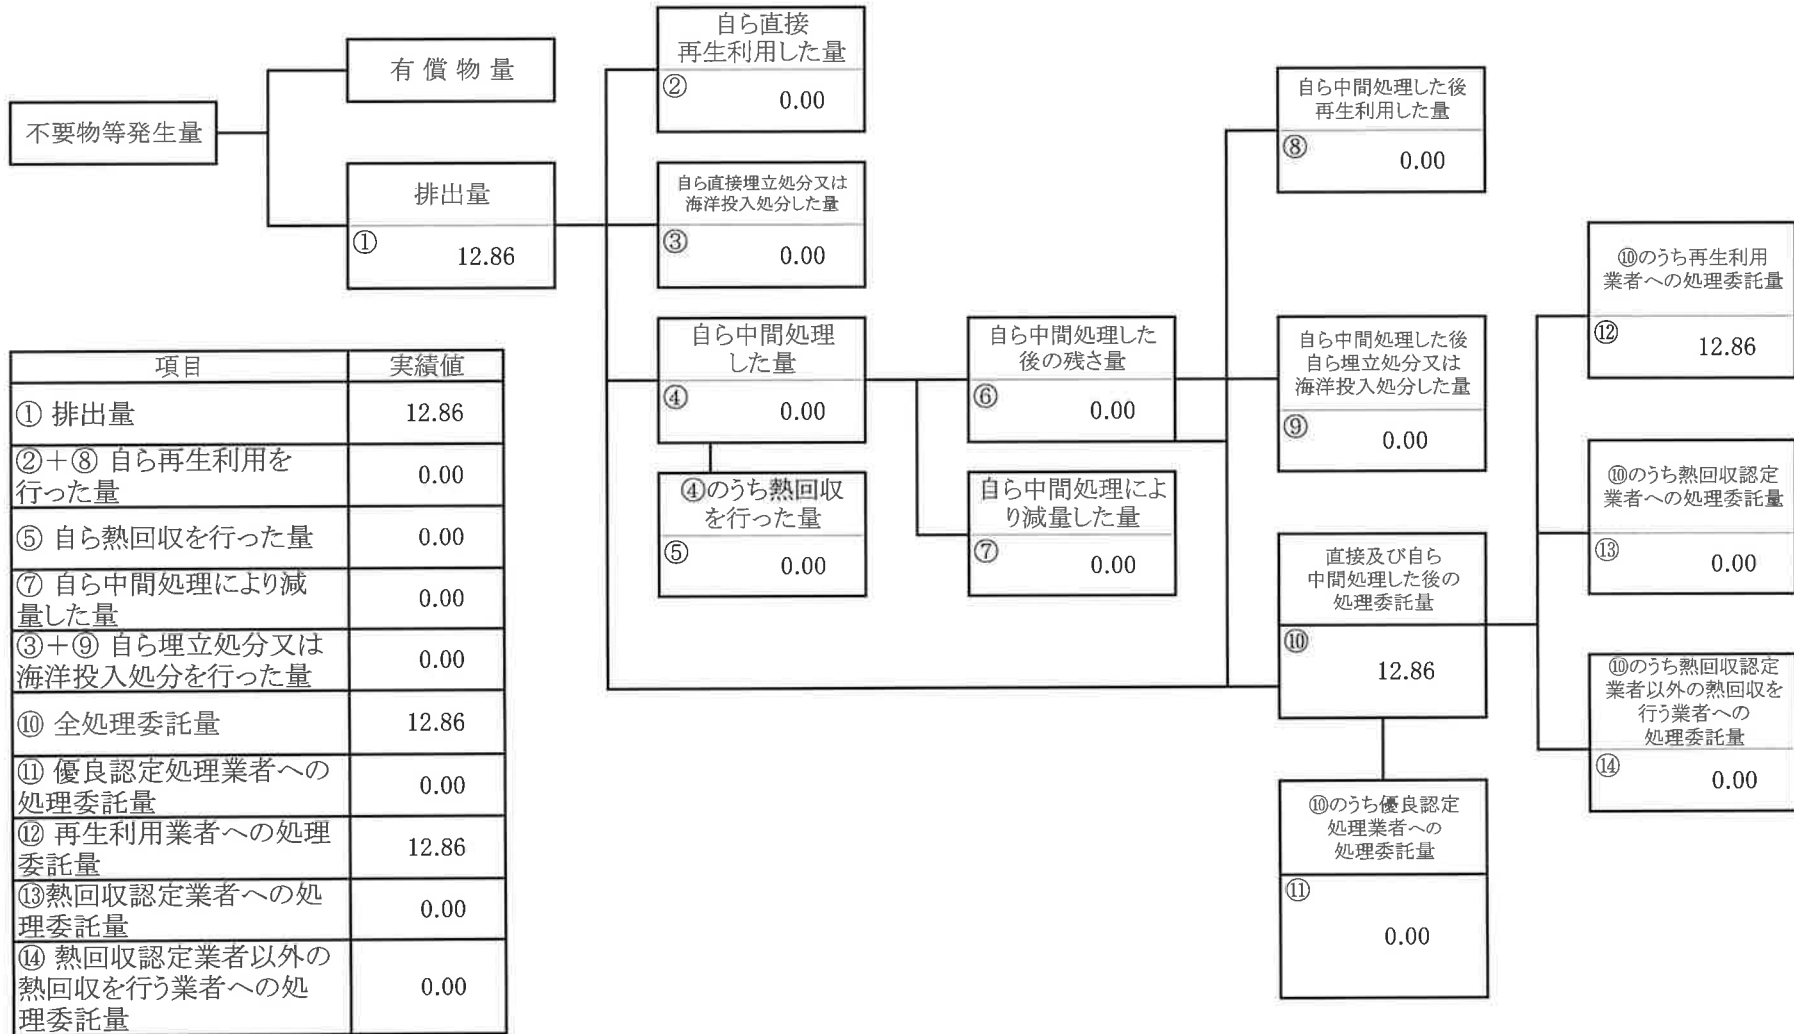 不要物等発生量
有償物量
排出量
①
12.86
自ら直接
再生利用した量
②
0.00
自ら直接埋立処分又は
海洋投入処分した量
③
0.00
自ら中間処理
した量
④
0.00
④のうち熱回収
を行った量
⑤
0.00
自ら中間処理した
後の残さ量
⑥
0.00
自ら中間処理によ
り減量した量
⑦
0.00
自ら中間処理した後
再生利用した量
⑧
0.00
自ら中間処理した後
自ら埋立処分又は
海洋投入処分した量
⑨
0.00
直接及び自ら
中間処理した後の
処理委託量
⑩
12.86
⑩のうち優良認定
処理業者への
処理委託量
⑪
0.00
⑩のうち再生利用
業者への処理委託量
⑫
12.86
⑩のうち熱回収認定
業者への処理委託量
⑬
0.00
⑩のうち熱回収認定
業者以外の熱回収を
行う業者への
処理委託量
⑭
0.00
項目 実績値
① 排出量 12.86
②+⑧ 自ら再生利用を
行った量 0.00
⑤ 自ら熱回収を行った量 0.00
⑦ 自ら中間処理により減
量した量 0.00
③+⑨ 自ら埋立処分又は
海洋投入処分を行った量 0.00
⑩ 全処理委託量 12.86
⑪ 優良認定処理業者への
処理委託量 0.00
⑫ 再生利用業者への処理
委託量 12.86
⑬熱回収認定業者への処
理委託量 0.00
⑭ 熱回収認定業者以外の
熱回収を行う業者への処
理委託量 0.00